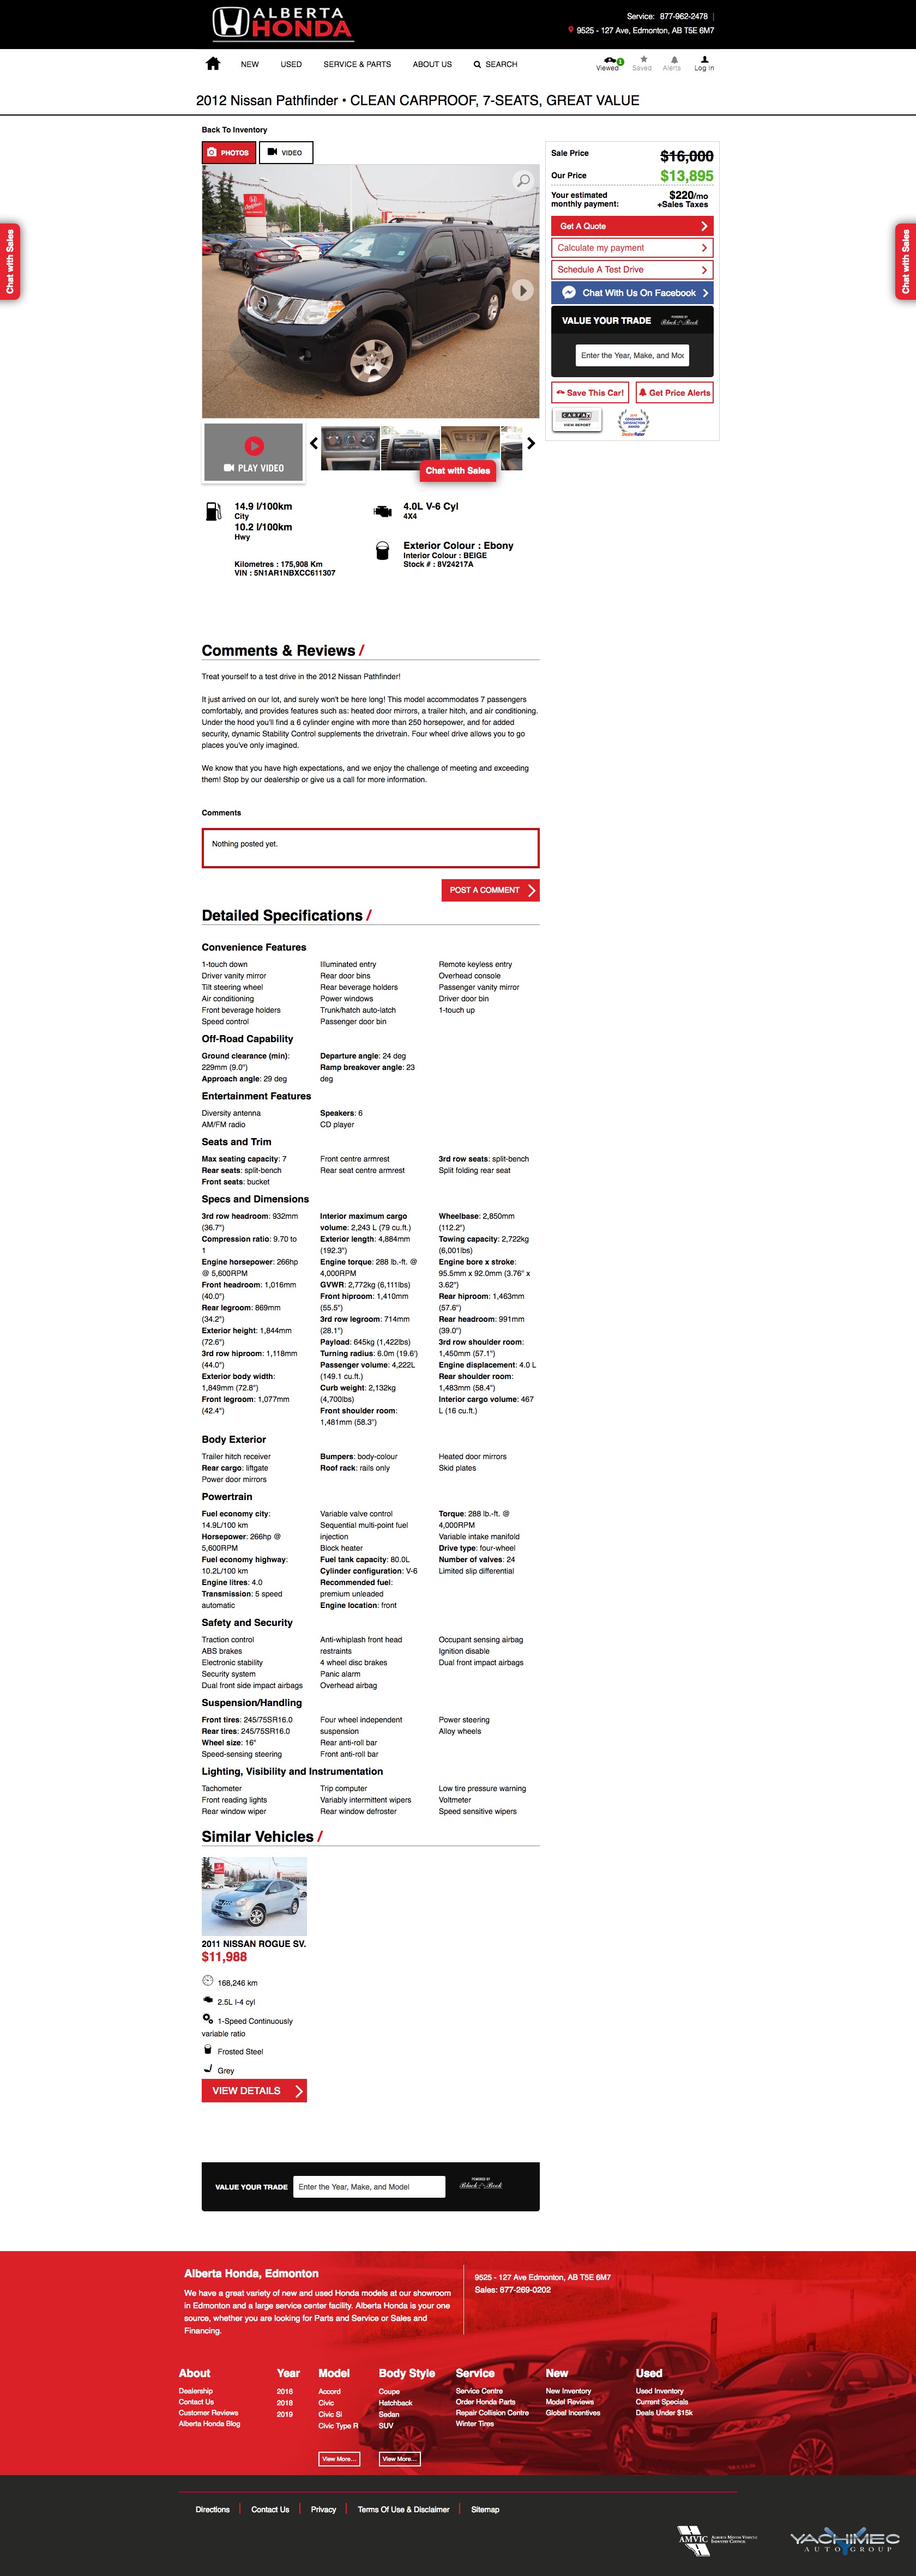 ALBERTA
HONDA
Service: 877-962-2478
9525 - 127 Ave, Edmonton, AB T5E 6M7
NEW USED SERVICE & PARTS ABOUT US SEARCH
1
Viewed Saved Alerts Log in
2012 Nissan Pathfinder • CLEAN CARPROOF, 7-SEATS, GREAT VALUE
Back To Inventory
PHOTOS VIDEO
Sale Price $16,000
Our Price $13,895
Your estimated monthly payment: $220/mo +Sales Taxes
Get A Quote
Calculate my payment
Schedule A Test Drive
Chat With Us On Facebook
VALUE YOUR TRADE POWERED BY Black Book
Enter the Year, Make, and Moc
Save This Car! Get Price Alerts
CARFAX
VIEW REPORT
CONSUMER SATISFACTION AWARD
DealerRater
Chat with Sales
Chat with Sales
PLAY VIDEO
Chat with Sales
14.9 l/100km
City
10.2 l/100km
Hwy
4.0L V-6 Cyl
4X4
Exterior Colour : Ebony
Interior Colour : BEIGE
Stock # : 8V24217A
Kilometres : 175,908 Km
VIN : 5N1AR1NBXCC611307
Comments & Reviews /
Treat yourself to a test drive in the 2012 Nissan Pathfinder!
It just arrived on our lot, and surely won't be here long! This model accommodates 7 passengers
comfortably, and provides features such as: heated door mirrors, a trailer hitch, and air conditioning.
Under the hood you'll find a 6 cylinder engine with more than 250 horsepower, and for added
security, dynamic Stability Control supplements the drivetrain. Four wheel drive allows you to go
places you've only imagined.
We know that you have high expectations, and we enjoy the challenge of meeting and exceeding
them! Stop by our dealership or give us a call for more information.
Comments
Nothing posted yet.
POST A COMMENT
Detailed Specifications /
Convenience Features
1-touch down Illuminated entry Remote keyless entry
Driver vanity mirror Rear door bins Overhead console
Tilt steering wheel Rear beverage holders Passenger vanity mirror
Air conditioning Power windows Driver door bin
Front beverage holders Trunk/hatch auto-latch 1-touch up
Speed control Passenger door bin
Off-Road Capability
Ground clearance (min): Departure angle: 24 deg
229mm (9.0") Ramp breakover angle: 23
Approach angle: 29 deg deg
Entertainment Features
Diversity antenna Speakers: 6
AM/FM radio CD player
Seats and Trim
Max seating capacity: 7 Front centre armrest 3rd row seats: split-bench
Rear seats: split-bench Rear seat centre armrest Split folding rear seat
Front seats: bucket
Specs and Dimensions
3rd row headroom: 932mm Interior maximum cargo Wheelbase: 2,850mm
(36.7") volume: 2,243 L (79 cu.ft.) (112.2")
Compression ratio: 9.70 to Exterior length: 4,884mm Towing capacity: 2,722kg
1 (192.3") (6,001lbs)
Engine horsepower: 266hp Engine torque: 288 lb.-ft. @ Engine bore x stroke:
@ 5,600RPM 4,000RPM 95.5mm x 92.0mm (3.76" x
Front headroom: 1,016mm GVWR: 2,772kg (6,111lbs) 3.62")
(40.0") Front hiproom: 1,410mm Rear hiproom: 1,463mm
Rear legroom: 869mm (55.5") (57.6")
(34.2") 3rd row legroom: 714mm Rear headroom: 991mm
Exterior height: 1,844mm (28.1") (39.0")
(72.6") Payload: 645kg (1,422lbs) 3rd row shoulder room:
3rd row hiproom: 1,118mm Turning radius: 6.0m (19.6') 1,450mm (57.1")
(44.0") Passenger volume: 4,222L Engine displacement: 4.0 L
Exterior body width: (149.1 cu.ft.) Rear shoulder room:
1,849mm (72.8") Curb weight: 2,132kg 1,483mm (58.4")
Front legroom: 1,077mm (4,700lbs) Interior cargo volume: 467
(42.4") Front shoulder room: L (16 cu.ft.)
1,481mm (58.3")
Body Exterior
Trailer hitch receiver Bumpers: body-colour Heated door mirrors
Rear cargo: liftgate Roof rack: rails only Skid plates
Power door mirrors
Powertrain
Fuel economy city: Variable valve control Torque: 288 lb.-ft. @
14.9L/100 km Sequential multi-point fuel 4,000RPM
Horsepower: 266hp @ injection Variable intake manifold
5,600RPM Block heater Drive type: four-wheel
Fuel economy highway: Fuel tank capacity: 80.0L Number of valves: 24
10.2L/100 km Cylinder configuration: V-6 Limited slip differential
Engine litres: 4.0 Recommended fuel:
Transmission: 5 speed premium unleaded
automatic Engine location: front
Safety and Security
Traction control Anti-whiplash front head Occupant sensing airbag
ABS brakes restraints Ignition disable
Electronic stability 4 wheel disc brakes Dual front impact airbags
Security system Panic alarm
Dual front side impact airbags Overhead airbag
Suspension/Handling
Front tires: 245/75SR16.0 Four wheel independent Power steering
Rear tires: 245/75SR16.0 suspension Alloy wheels
Wheel size: 16" Rear anti-roll bar
Speed-sensing steering Front anti-roll bar
Lighting, Visibility and Instrumentation
Tachometer Trip computer Low tire pressure warning
Front reading lights Variably intermittent wipers Voltmeter
Rear window wiper Rear window defroster Speed sensitive wipers
Similar Vehicles /
2011 NISSAN ROGUE SV.
$11,988
168,246 km
2.5L I-4 cyl
1-Speed Continuously
variable ratio
Frosted Steel
Grey
VIEW DETAILS
VALUE YOUR TRADE Enter the Year, Make, and Model POWERED BY Black Book
Alberta Honda, Edmonton
We have a great variety of new and used Honda models at our showroom
in Edmonton and a large service center facility. Alberta Honda is your one
source, whether you are looking for Parts and Service or Sales and
Financing.
9525 - 127 Ave Edmonton, AB T5E 6M7
Sales: 877-269-0202
About Year Model Body Style Service New Used
Dealership 2016 Accord Coupe Service Centre New Inventory Used Inventory
Contact Us 2018 Civic Hatchback Order Honda Parts Model Reviews Current Specials
Customer Reviews 2019 Civic Si Sedan Repair Collision Centre Global Incentives Deals Under $15k
Alberta Honda Blog Civic Type R SUV Winter Tires
View More... View More...
Directions Contact Us Privacy Terms Of Use & Disclaimer Sitemap
AMVIC ALBERTA MOTOR VEHICLE INDUSTRY COUNCIL
YACHIMEC
AUTO GROUP